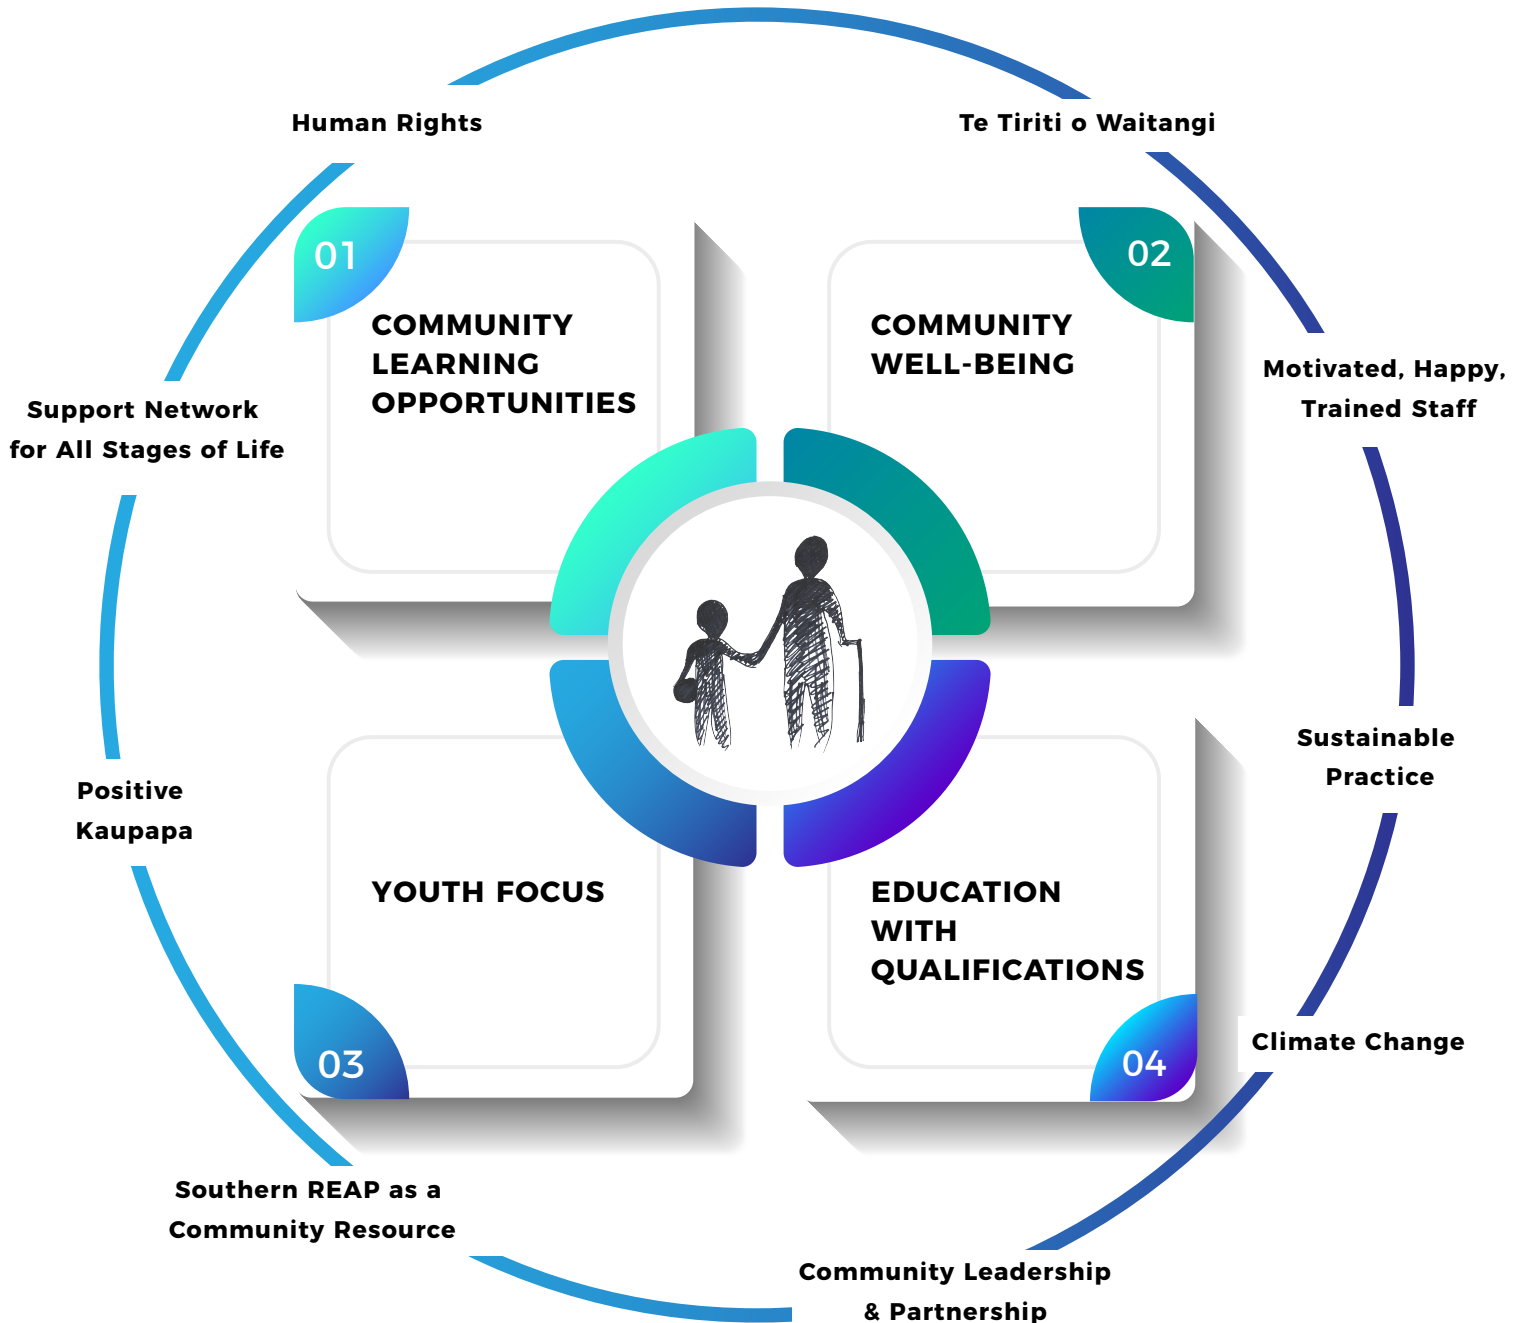 Human Rights
Te Tiriti o Waitangi
01
02
COMMUNITY
LEARNING
OPPORTUNITIES
COMMUNITY
WELL-BEING
Motivated, Happy,
Trained Staff
Support Network
for All Stages of Life
Sustainable
Practice
Positive
Kaupapa
YOUTH FOCUS
EDUCATION
WITH
QUALIFICATIONS
03
04
Climate Change
Southern REAP as a
Community Resource
Community Leadership
& Partnership